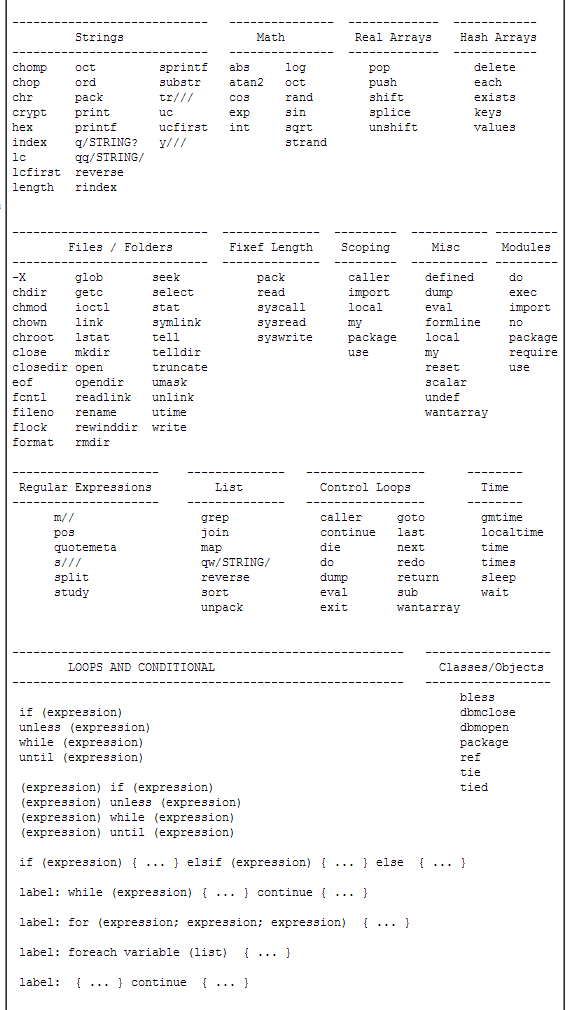 Strings Math Real Arrays Hash Arrays
chomp oct sprintf abs log pop delete
chop ord substr atan2 oct push each
chr pack tr/// cos rand shift exists
crypt print uc exp sin splice keys
hex printf ucfirst int sqrt unshift values
index q/STRING? y/// strand
lc qq/STRING/
lcfirst reverse
length rindex
Files / Folders Fixef Length Scoping Misc Modules
-X glob seek pack caller defined do
chdir getc select read import dump exec
chmod ioctl stat syscall local eval import
chown link symlink sysread my formline no
chroot lstat tell syswrite package local package
close mkdir telldir use my require
closedir open truncate reset use
eof opendir umask scalar
fcntl readlink unlink undef
fileno rename utime wantarray
flock rewinddir write
format rmdir
Regular Expressions List Control Loops Time
m// grep caller goto gmtime
pos join continue last localtime
quotemeta map die next time
s/// qw/STRING/ do redo times
split reverse dump return sleep
study sort eval sub wait
unpack exit wantarray
LOOPS AND CONDITIONAL Classes/Objects
bless
if (expression) dbmclose
unless (expression) dbmopen
while (expression) package
until (expression) ref
tie
(expression) if (expression) tied
(expression) unless (expression)
(expression) while (expression)
(expression) until (expression)
if (expression) { ... } elsif (expression) { ... } else { ... }
label: while (expression) { ... } continue { ... }
label: for (expression; expression; expression) { ... }
label: foreach variable (list) { ... }
label: { ... } continue { ... }